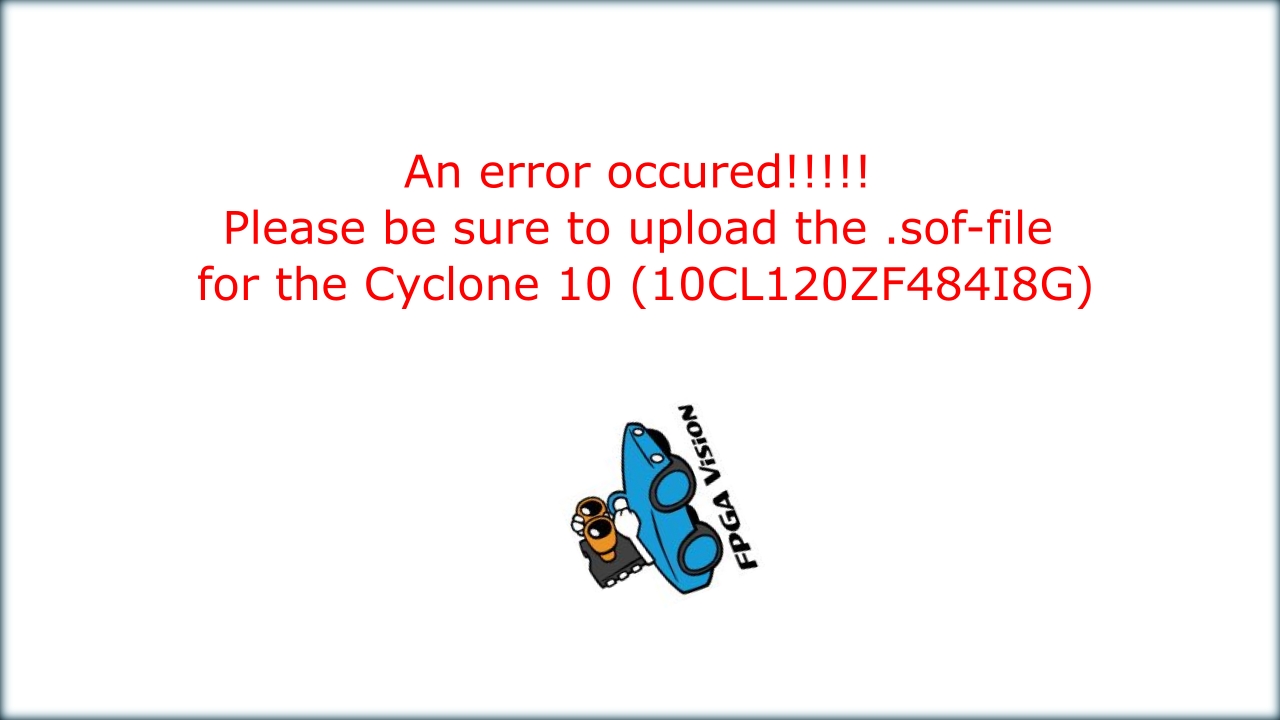 An error occured!!!!!
Please be sure to upload the .sof-file
for the Cyclone 10 (10CL120ZF484I8G)
FPGA ViSiON